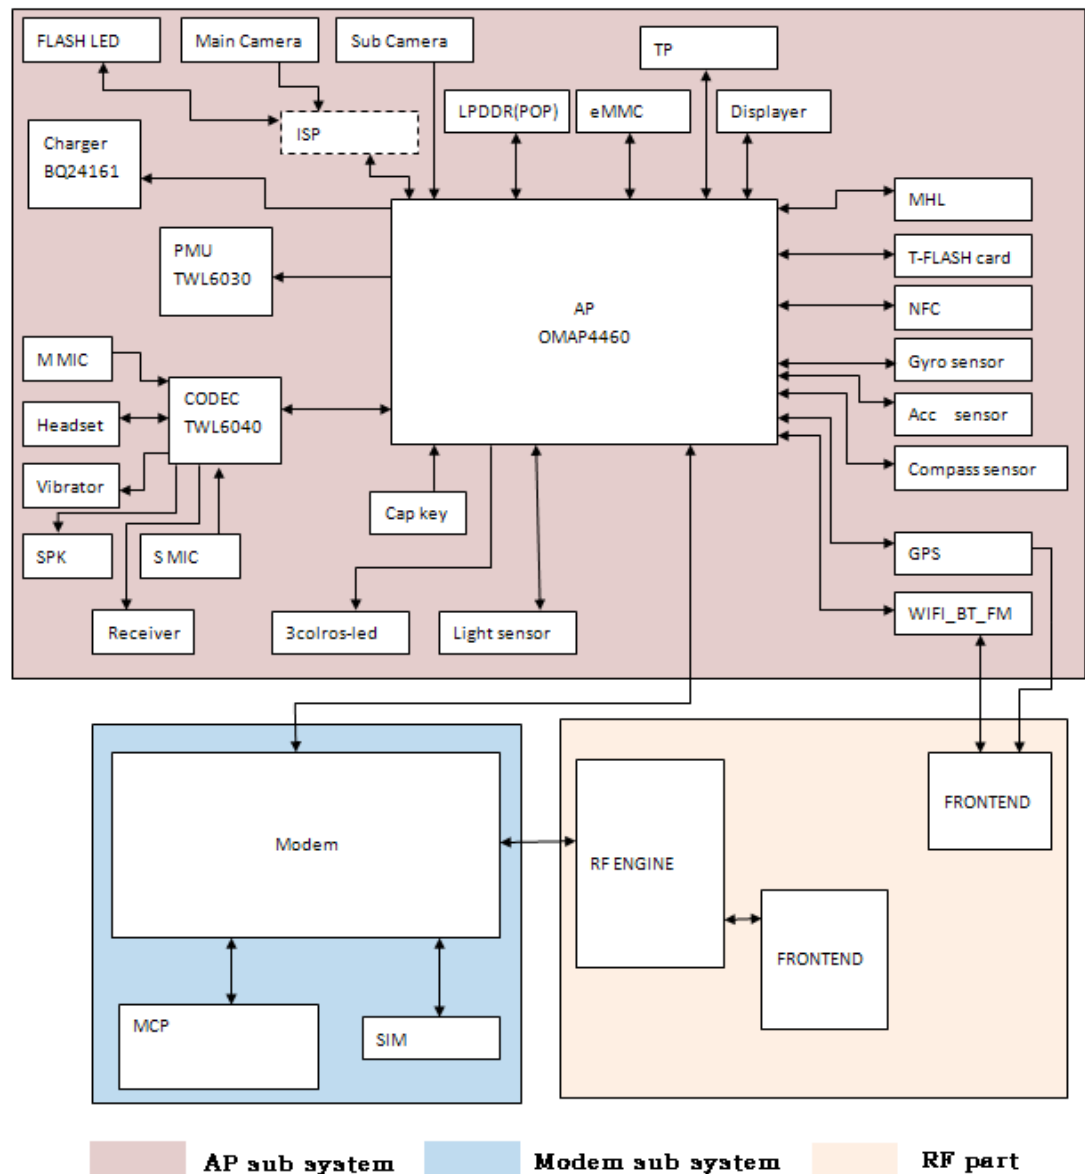 FLASH LED
Main Camera
Sub Camera
TP
LPDDR(POP)
eMMC
Displayer
ISP
Charger
BQ24161
MHL
PMU
TWL6030
T-FLASH card
NFC
AP
OMAP4460
M MIC
Gyro sensor
CODEC
TWL6040
Headset
Acc sensor
Vibrator
Compass sensor
Cap key
SPK
S MIC
GPS
Receiver
3colros-led
Light sensor
WIFI_BT_FM
Modem
RF ENGINE
FRONTEND
FRONTEND
MCP
SIM
AP sub system
Modem sub system
RF part